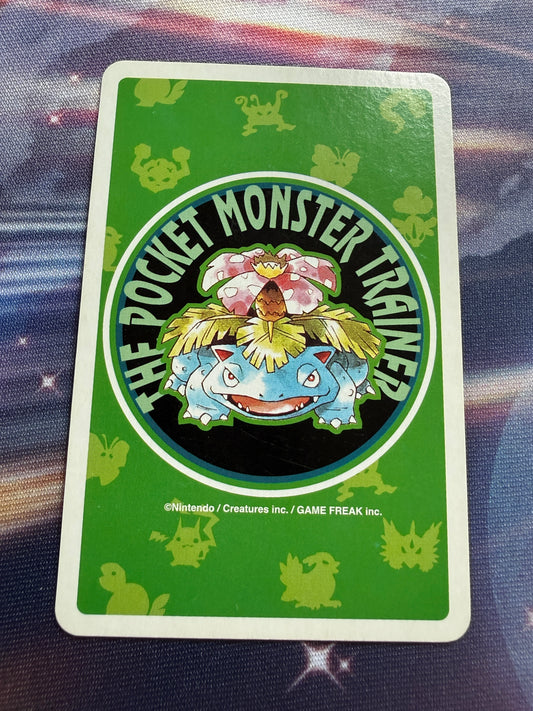 THE POCKET MONSTER TRAINER
©Nintendo / Creatures inc. / GAME FREAK inc.